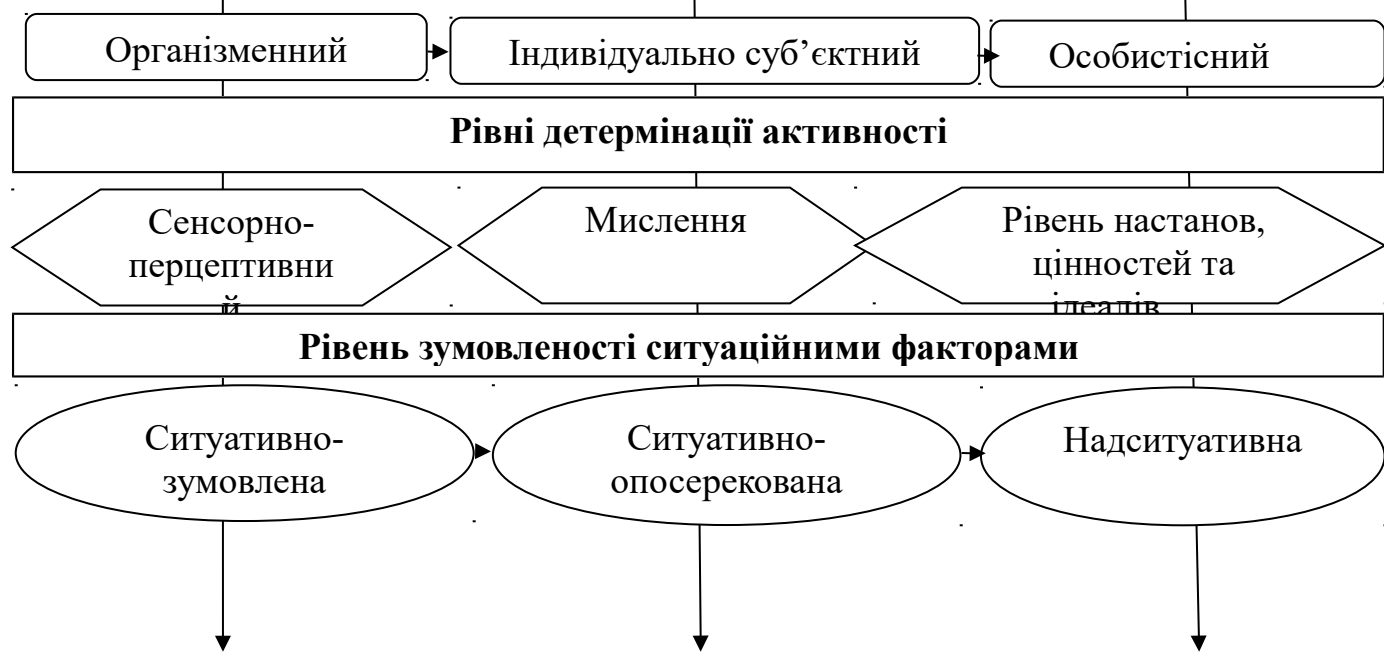 Організменний
Індивідуально суб’єктний
Особистісний
Рівні детермінації активності
Сенсорно-
перцептивни
й
Мислення
Рівень настанов,
цінностей та
ідеалів
Рівень зумовленості ситуаційними факторами
Ситуативно-
зумовлена
Ситуативно-
опосерекована
Надситуативна